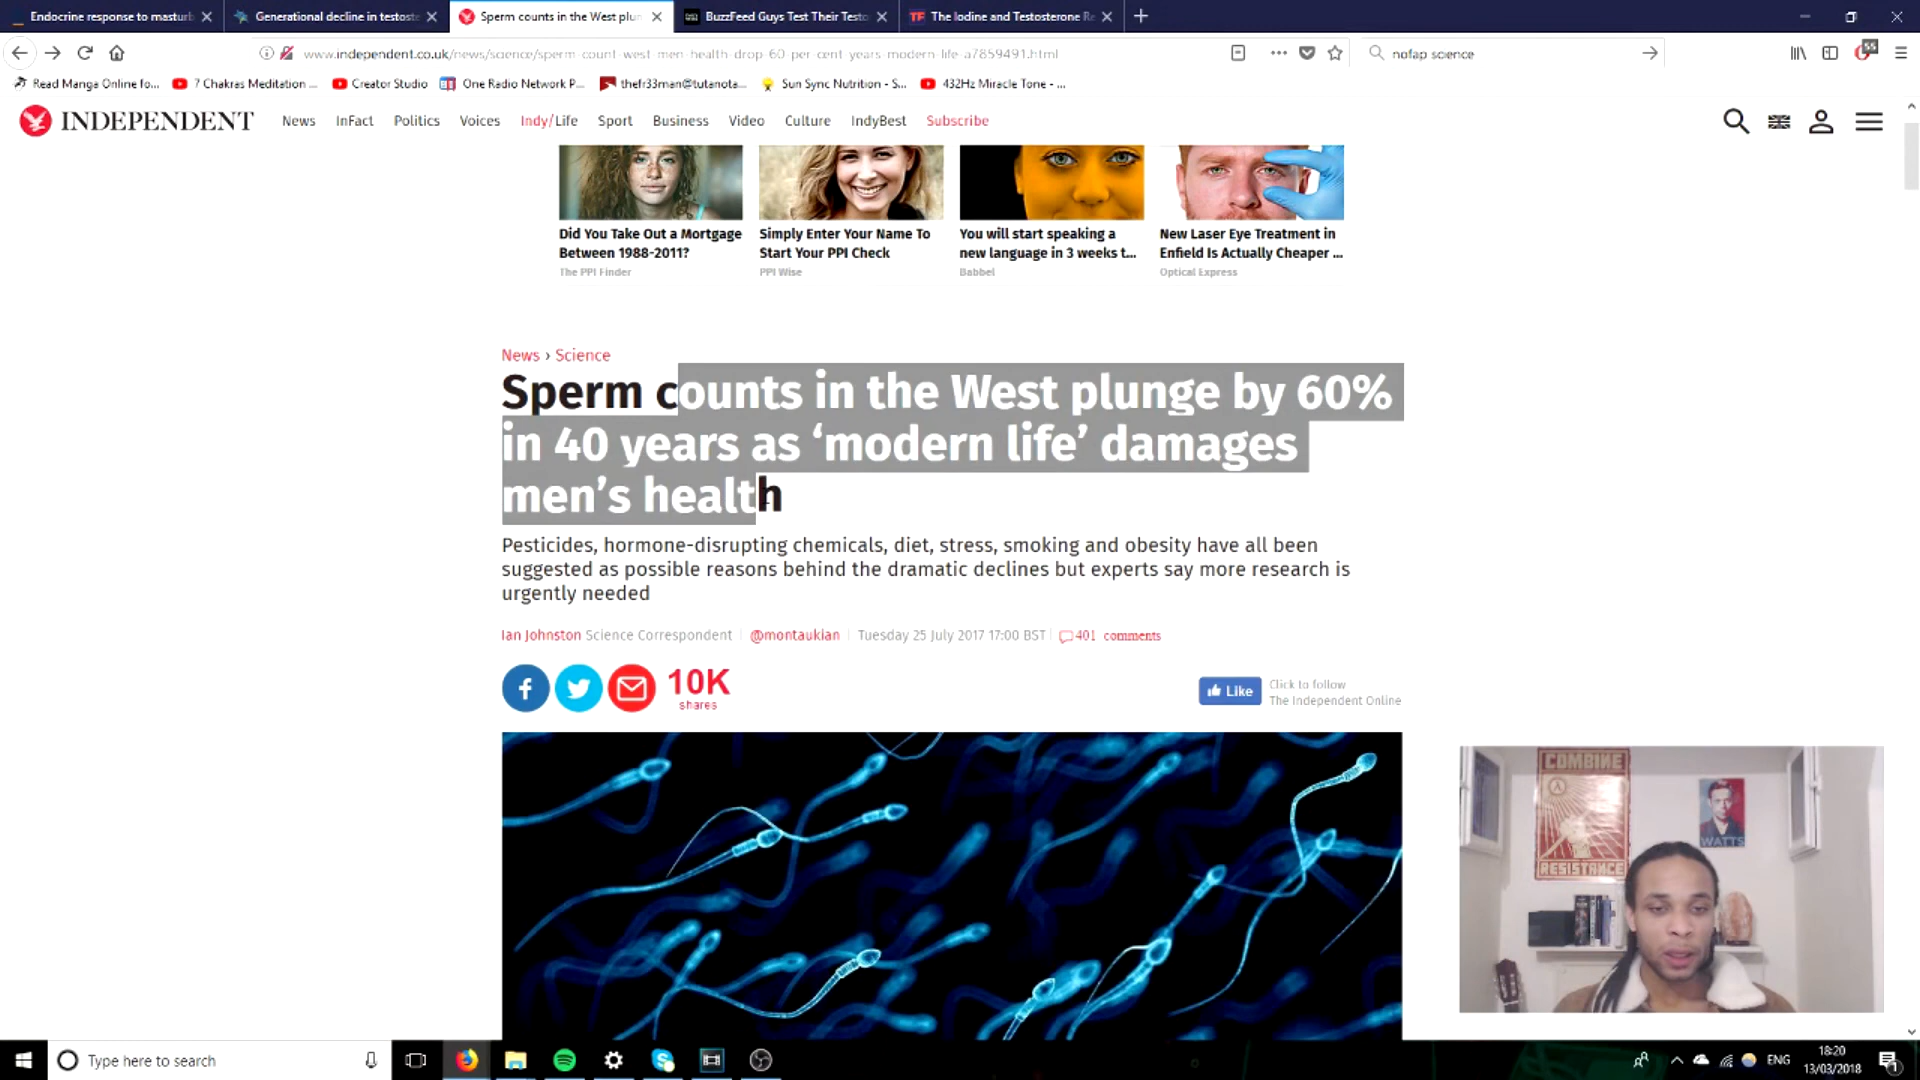 Endocrine response to masturb
Generational decline in testoste
Sperm counts in the West plun
BuzzFeed Guys Test Their Testo
TF The Iodine and Testosterone Re
www.independent.co.uk/news/science/sperm-count-west-men-health-drop-60-per-cent-years-modern-life-a7859491.html
nofap science
55
Read Manga Online fo...
7 Chakras Meditation ...
Creator Studio
One Radio Network P...
thefr33man@tutanota...
Sun Sync Nutrition - S...
432Hz Miracle Tone - ...
INDEPENDENT
News
InFact
Politics
Voices
Indy/Life
Sport
Business
Video
Culture
IndyBest
Subscribe
Did You Take Out a Mortgage
Between 1988-2011?
The PPI Finder
Simply Enter Your Name To
Start Your PPI Check
PPI Wise
You will start speaking a
new language in 3 weeks t...
Babbel
New Laser Eye Treatment in
Enfield Is Actually Cheaper ...
Optical Express
News › Science
Sperm counts in the West plunge by 60%
in 40 years as ‘modern life’ damages
men’s health
Pesticides, hormone-disrupting chemicals, diet, stress, smoking and obesity have all been
suggested as possible reasons behind the dramatic declines but experts say more research is
urgently needed
Ian Johnston Science Correspondent | @montaukian | Tuesday 25 July 2017 17:00 BST | 401 comments
10K
shares
Like
Click to follow
The Independent Online
COMBINE
RESISTANCE
WATTS
Type here to search
ENG
18:20
13/03/2018
1